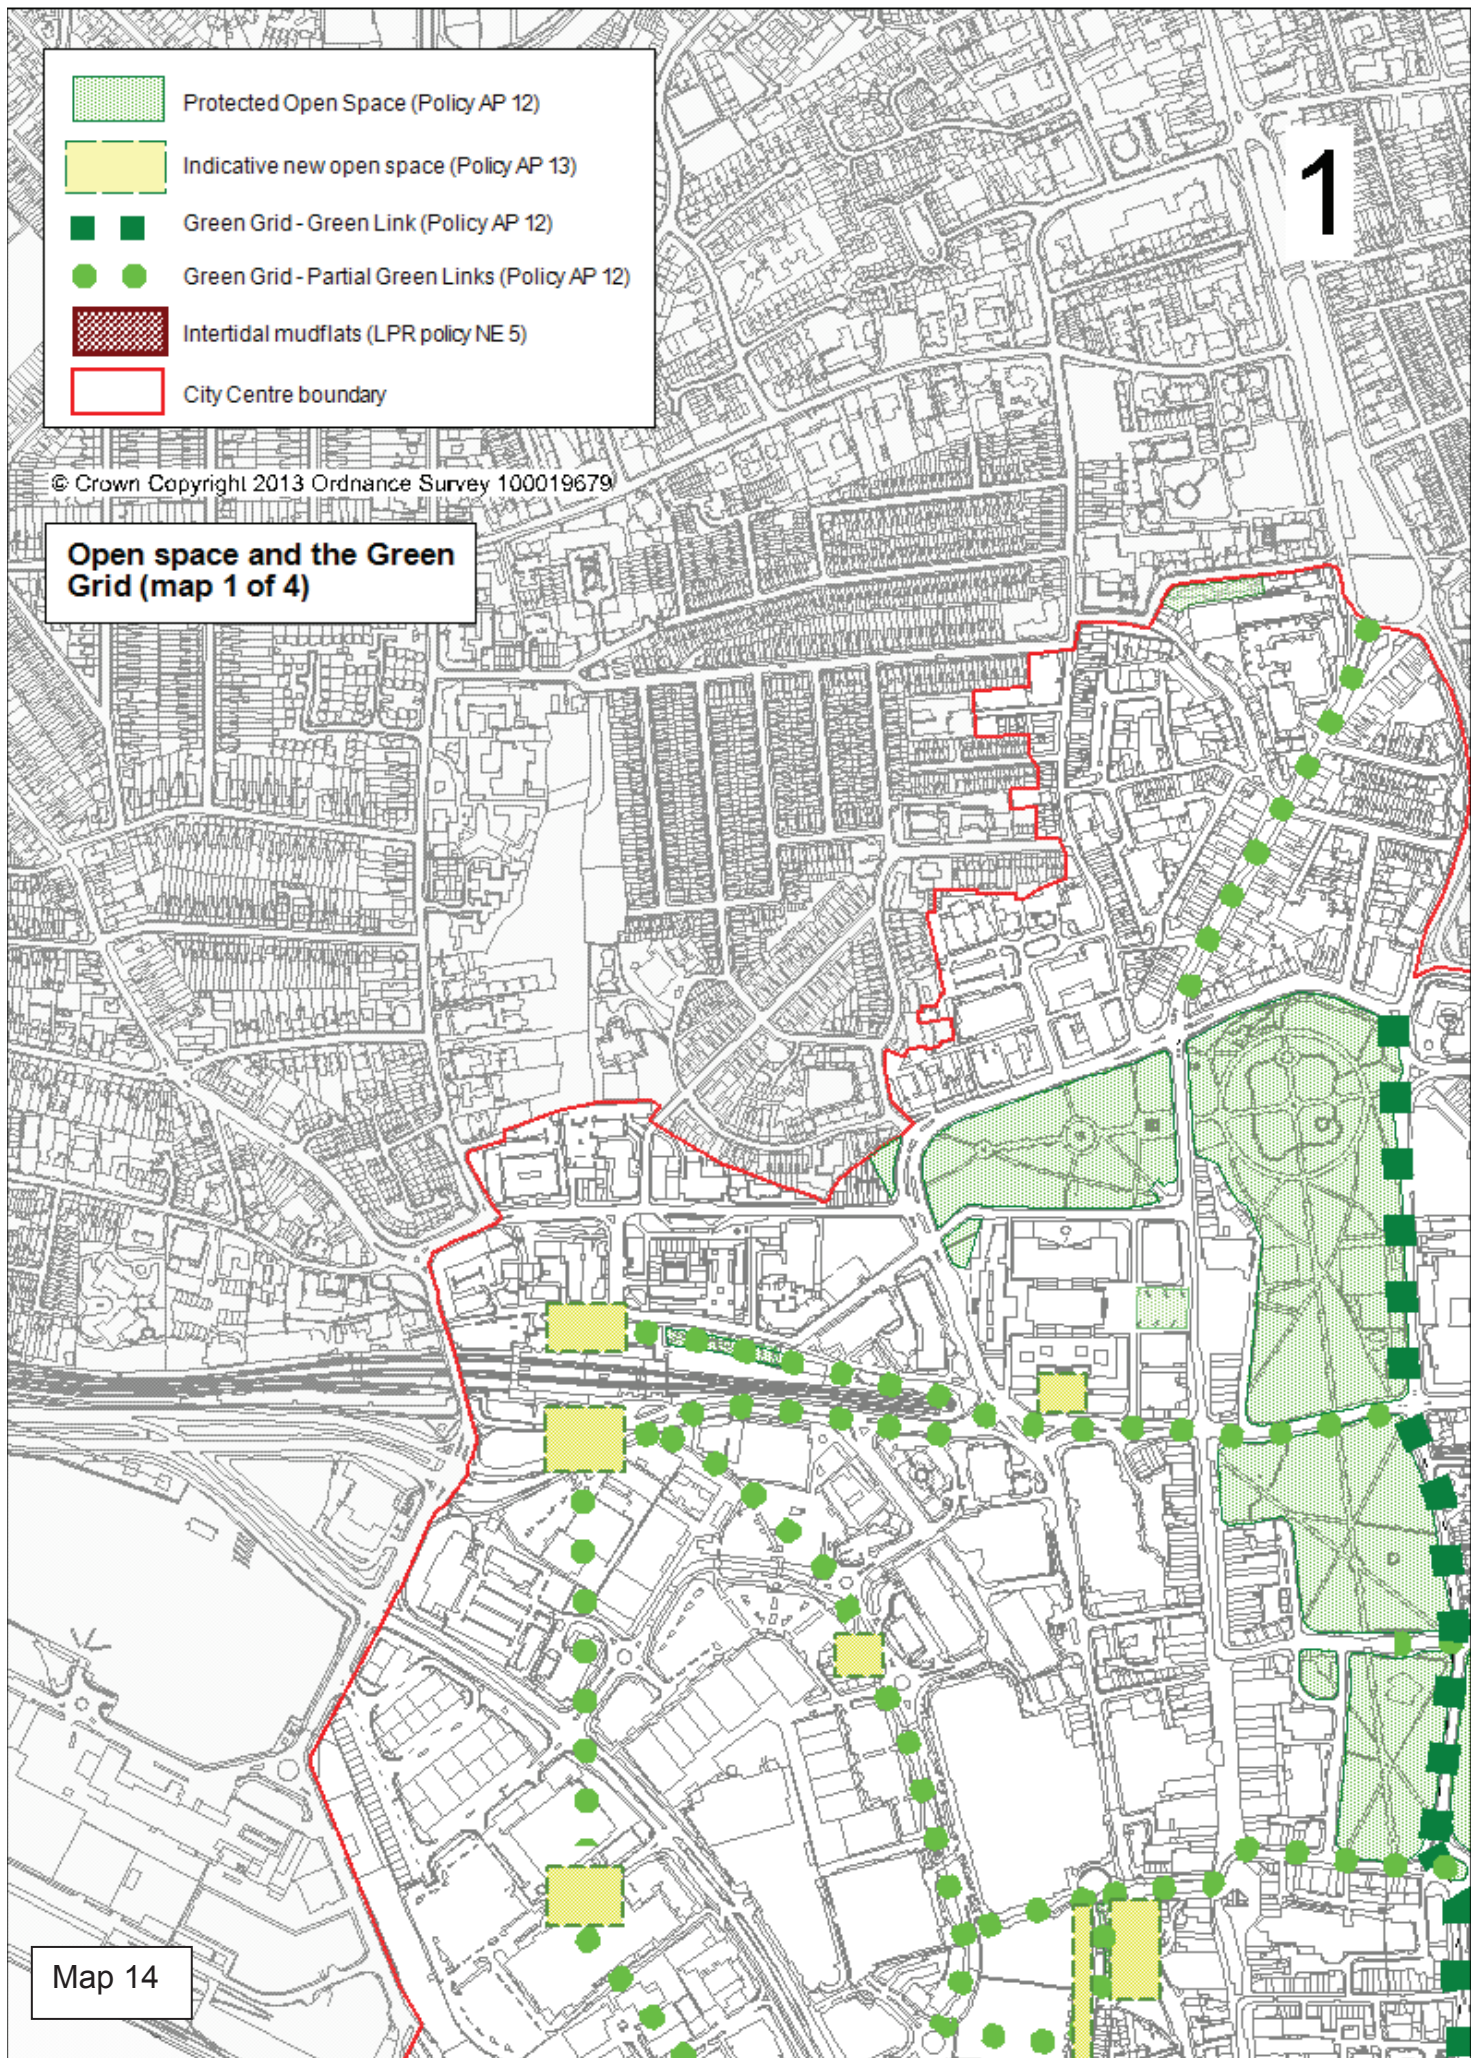 Protected Open Space (Policy AP 12)
Indicative new open space (Policy AP 13)
Green Grid - Green Link (Policy AP 12)
Green Grid - Partial Green Links (Policy AP 12)
Intertidal mudflats (LPR policy NE 5)
City Centre boundary
1
© Crown Copyright 2013 Ordnance Survey 100019679
Open space and the Green
Grid (map 1 of 4)
Map 14